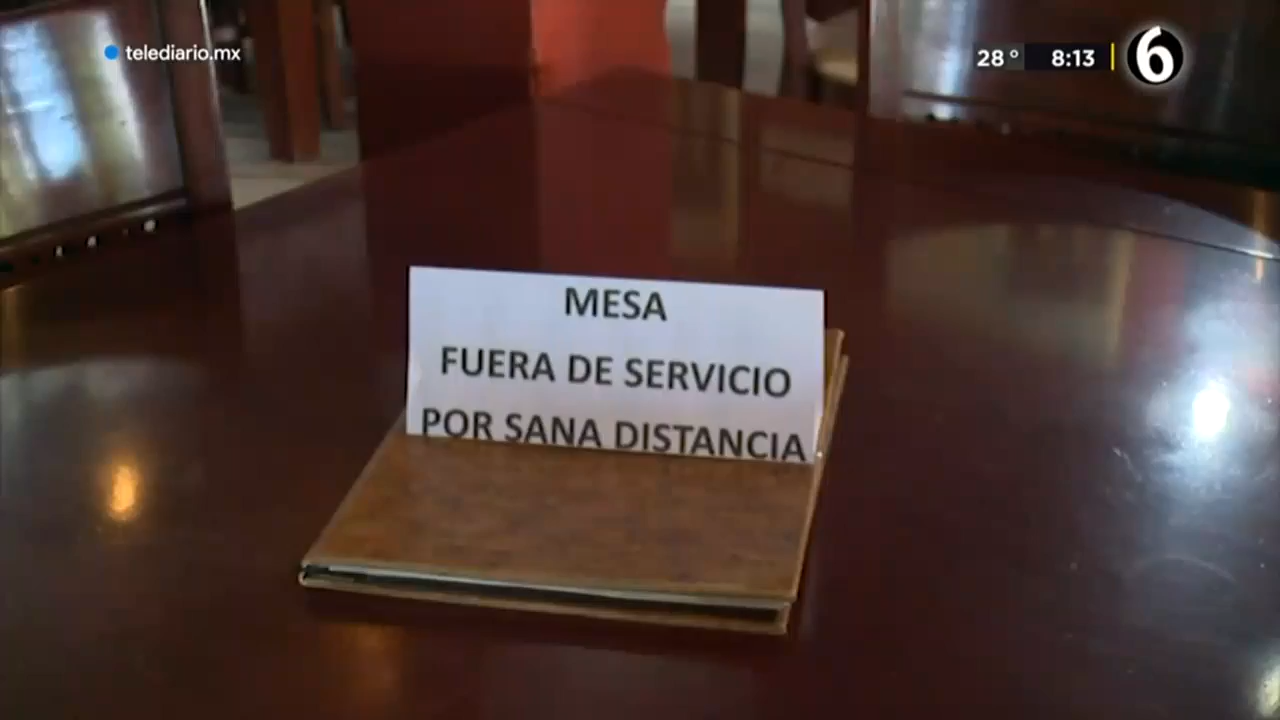 telediario.mx
28° 8:13 6
MESA
FUERA DE SERVICIO
POR SANA DISTANCIA